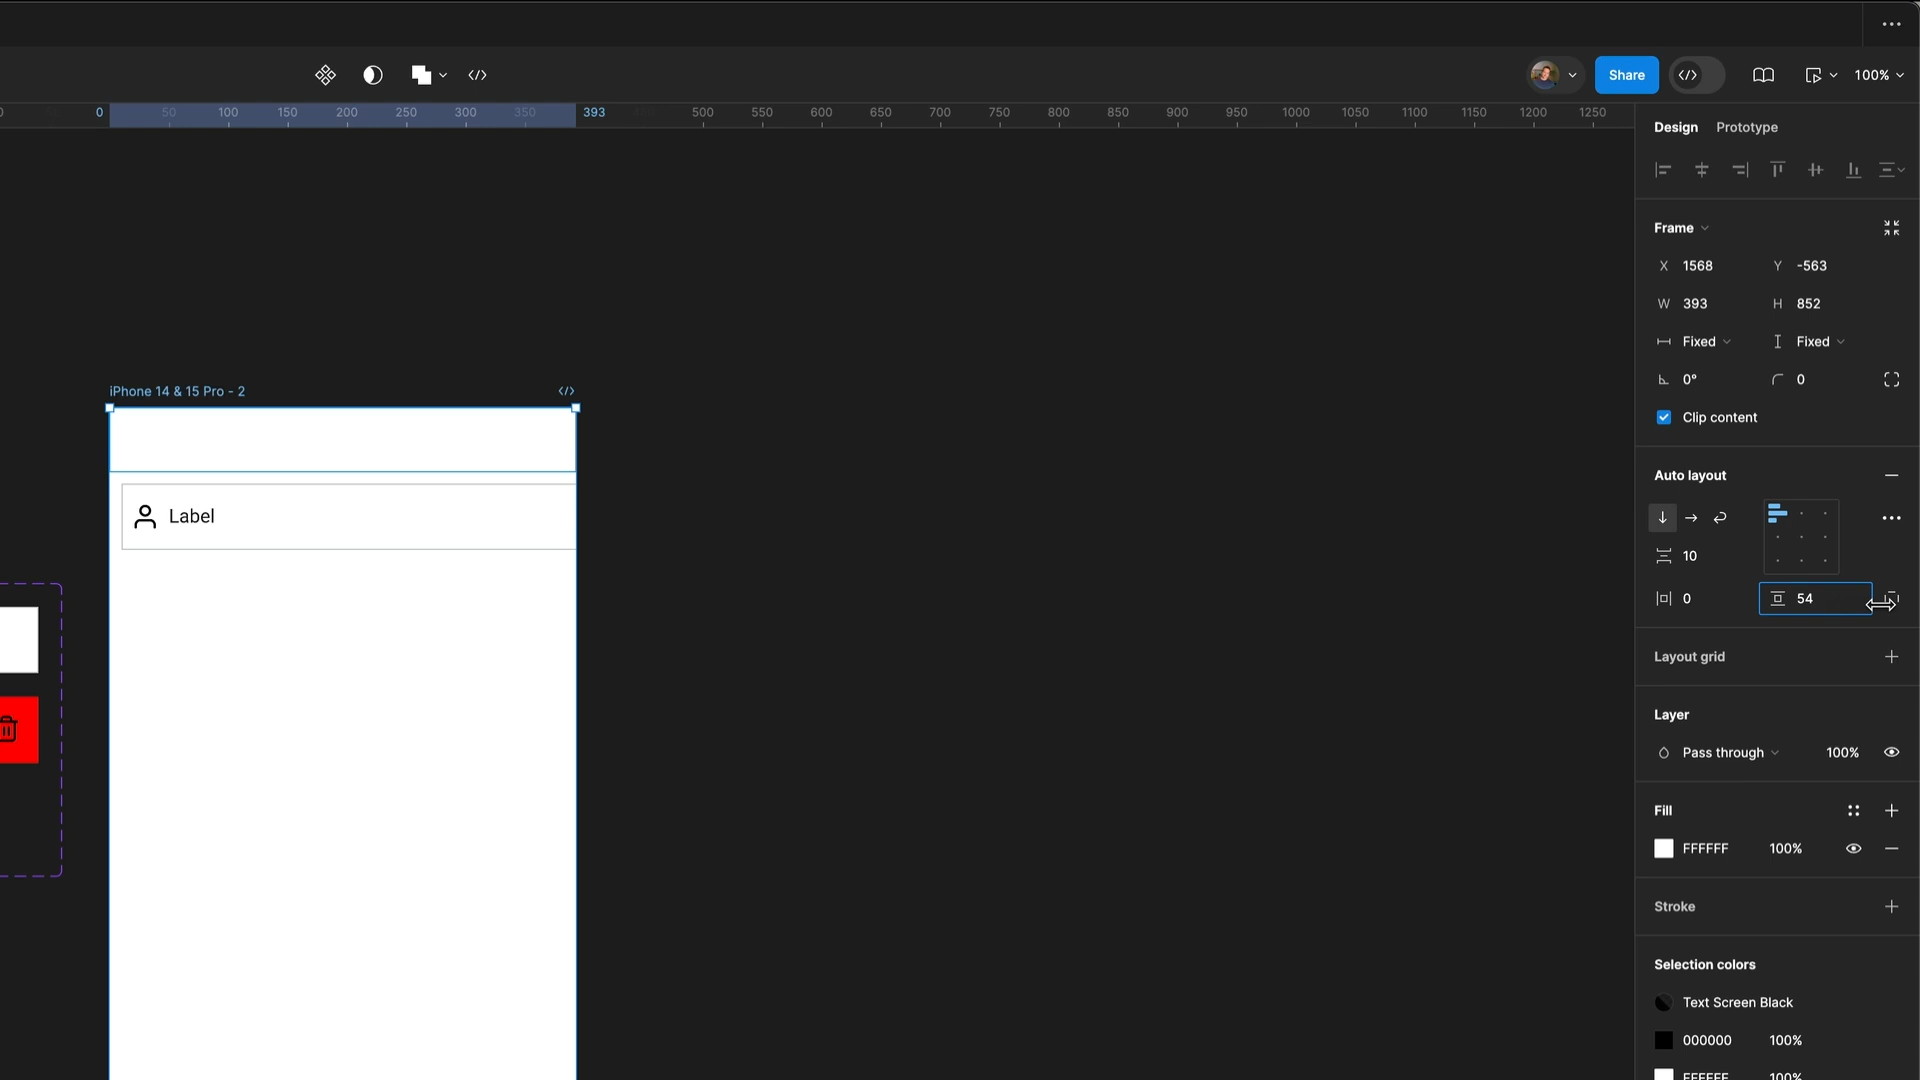 Share
100%
0 50 100 150 200 250 300 350 393 500 550 600 650 700 750 800 850 900 950 1000 1050 1100 1150 1200 1250
Design Prototype
Frame
X 1568 Y -563
W 393 H 852
Fixed Fixed
0° 0
Clip content
iPhone 14 & 15 Pro - 2
Auto layout
Label
10
0 54
Layout grid
Layer
Pass through 100%
Fill
FFFFFF 100%
Stroke
Selection colors
Text Screen Black
000000 100%
FFFFFF 100%